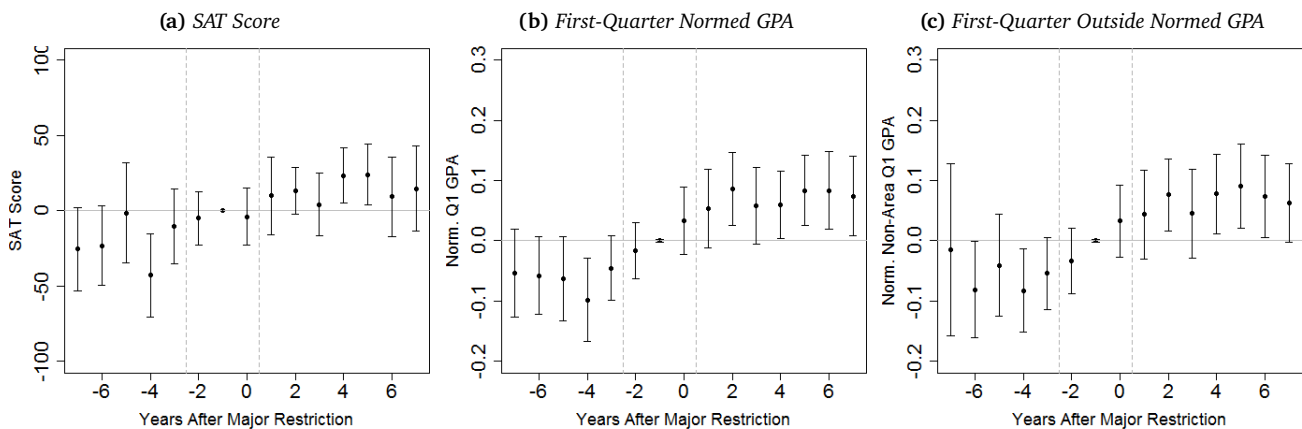 (a) SAT Score
(b) First-Quarter Normed GPA
(c) First-Quarter Outside Normed GPA
SAT Score
100
50
0
-50
-100
-6 -4 -2 0 2 4 6
Years After Major Restriction
Norm. Q1 GPA
0.3
0.2
0.1
0.0
-0.1
-0.2
-6 -4 -2 0 2 4 6
Years After Major Restriction
Norm. Non-Area Q1 GPA
0.3
0.2
0.1
0.0
-0.1
-0.2
-6 -4 -2 0 2 4 6
Years After Major Restriction